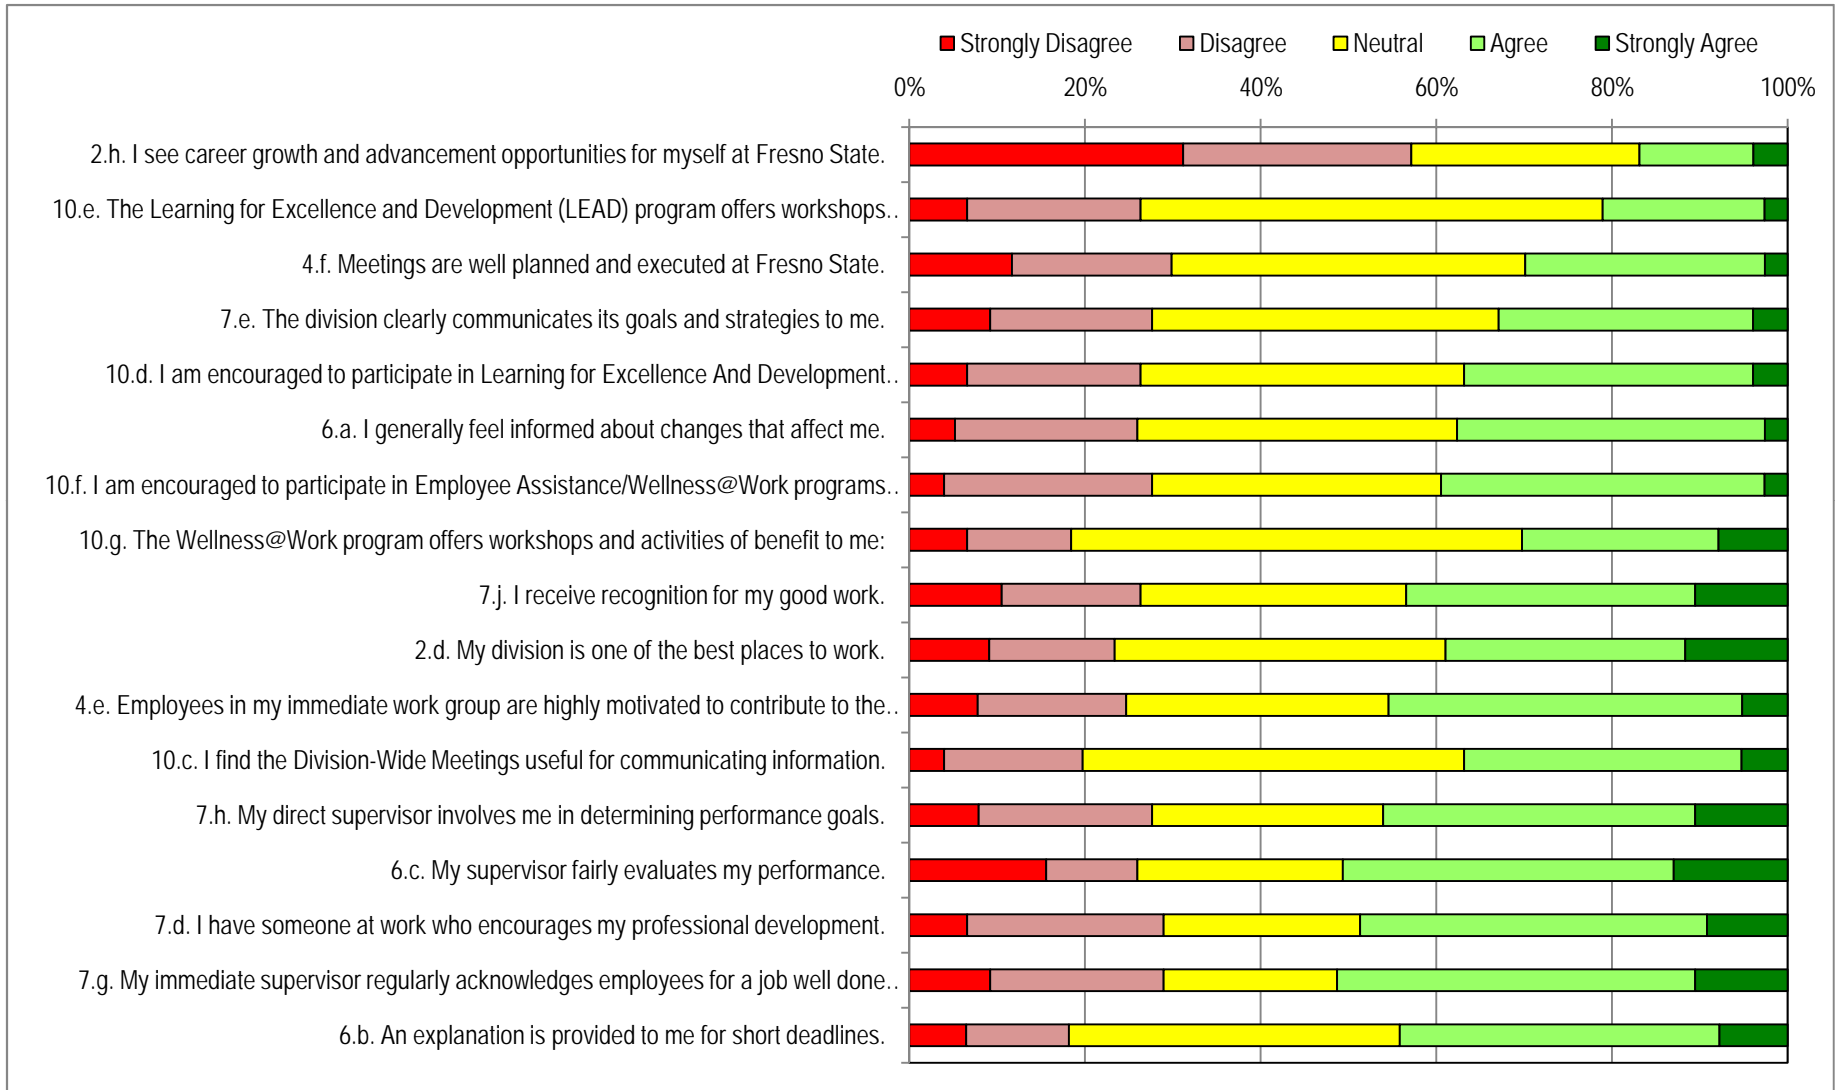 Strongly Disagree Disagree Neutral Agree Strongly Agree
0% 20% 40% 60% 80% 100%
2.h. I see career growth and advancement opportunities for myself at Fresno State.
10.e. The Learning for Excellence and Development (LEAD) program offers workshops..
4.f. Meetings are well planned and executed at Fresno State.
7.e. The division clearly communicates its goals and strategies to me.
10.d. I am encouraged to participate in Learning for Excellence And Development..
6.a. I generally feel informed about changes that affect me.
10.f. I am encouraged to participate in Employee Assistance/Wellness@Work programs..
10.g. The Wellness@Work program offers workshops and activities of benefit to me:
7.j. I receive recognition for my good work.
2.d. My division is one of the best places to work.
4.e. Employees in my immediate work group are highly motivated to contribute to the..
10.c. I find the Division-Wide Meetings useful for communicating information.
7.h. My direct supervisor involves me in determining performance goals.
6.c. My supervisor fairly evaluates my performance.
7.d. I have someone at work who encourages my professional development.
7.g. My immediate supervisor regularly acknowledges employees for a job well done..
6.b. An explanation is provided to me for short deadlines.